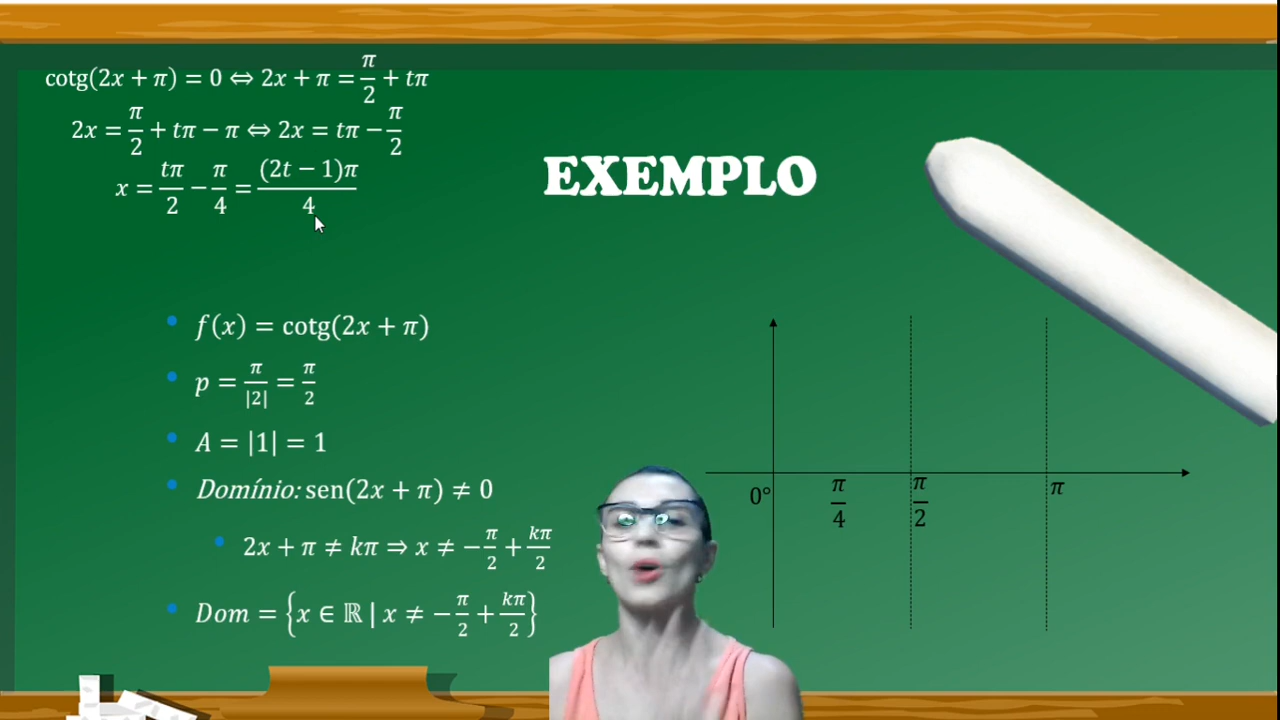 cotg(2x + π) = 0 ⇔ 2x + π = π/2 + tπ
2x = π/2 + tπ − π ⇔ 2x = tπ − π/2
x = tπ/2 − π/4 = (2t − 1)π/4
EXEMPLO
• f(x) = cotg(2x + π)
• p = π/|2| = π/2
• A = |1| = 1
• Domínio: sen(2x + π) ≠ 0
• 2x + π ≠ kπ ⇒ x ≠ −π/2 + kπ/2
• Dom = {x ∈ ℝ | x ≠ −π/2 + kπ/2}
0° π/4 π/2 π